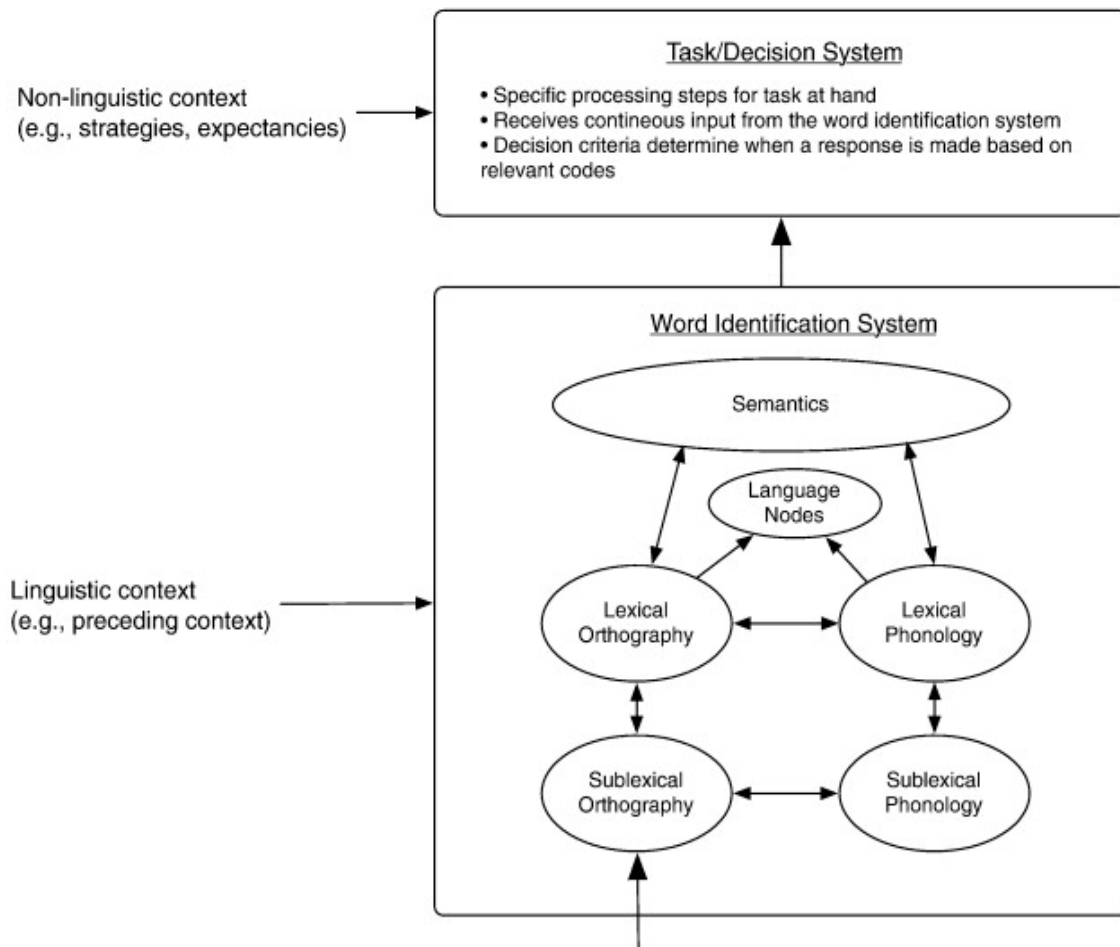 Task/Decision System
Non-linguistic context
(e.g., strategies, expectancies)
• Specific processing steps for task at hand
• Receives contineous input from the word identification system
• Decision criteria determine when a response is made based on
relevant codes
Word Identification System
Semantics
Language
Nodes
Linguistic context
(e.g., preceding context)
Lexical
Orthography
Lexical
Phonology
Sublexical
Orthography
Sublexical
Phonology